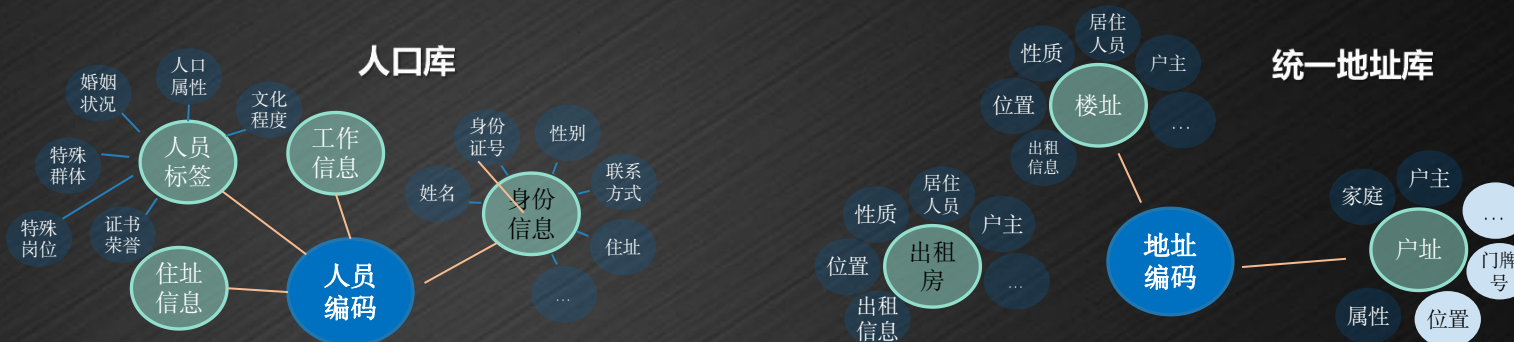 人口库
人口
属性
婚姻
状况
文化
程度
人员
标签
工作
信息
特殊
群体
特殊
岗位
证书
荣誉
住址
信息
人员
编码
身份
证号
性别
姓名
身份
信息
联系
方式
住址
...
统一地址库
居住
人员
性质
户主
位置
楼址
...
出租
信息
居住
人员
性质
户主
位置
出租
房
...
出租
信息
地址
编码
户主
家庭
...
户址
门牌
号
属性
位置